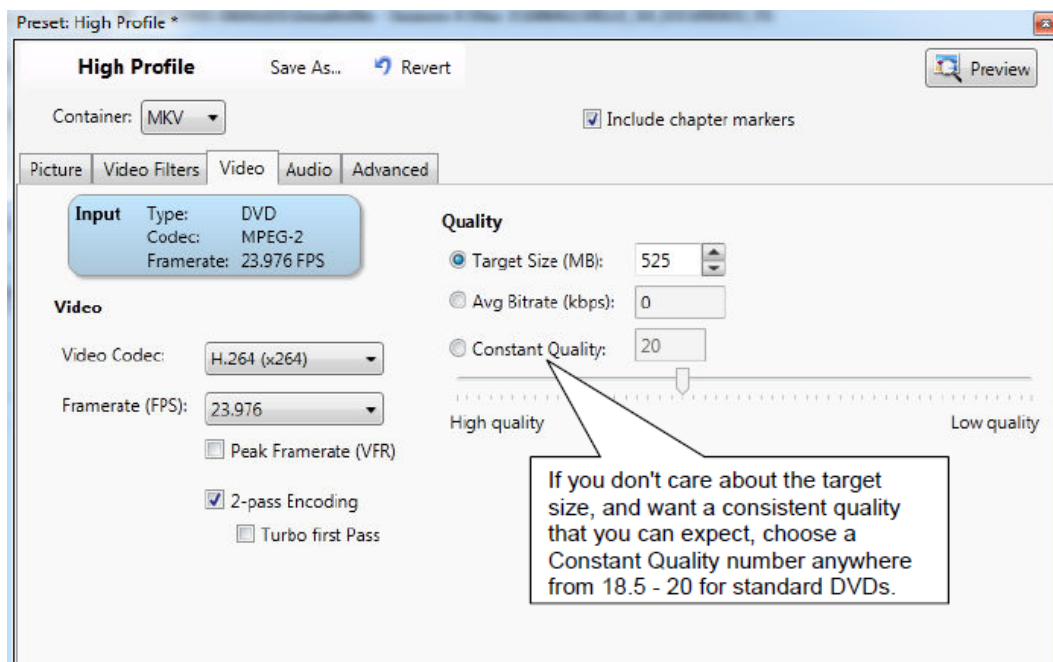 Preset: High Profile *
High Profile Save As... Revert Preview
Container: MKV Include chapter markers
Picture Video Filters Video Audio Advanced
Input Type: DVD
Codec: MPEG-2
Framerate: 23.976 FPS
Quality
Target Size (MB): 525
Avg Bitrate (kbps): 0
Constant Quality: 20
High quality Low quality
Video
Video Codec: H.264 (x264)
Framerate (FPS): 23.976
Peak Framerate (VFR)
2-pass Encoding
Turbo first Pass
If you don't care about the target
size, and want a consistent quality
that you can expect, choose a
Constant Quality number anywhere
from 18.5 - 20 for standard DVDs.